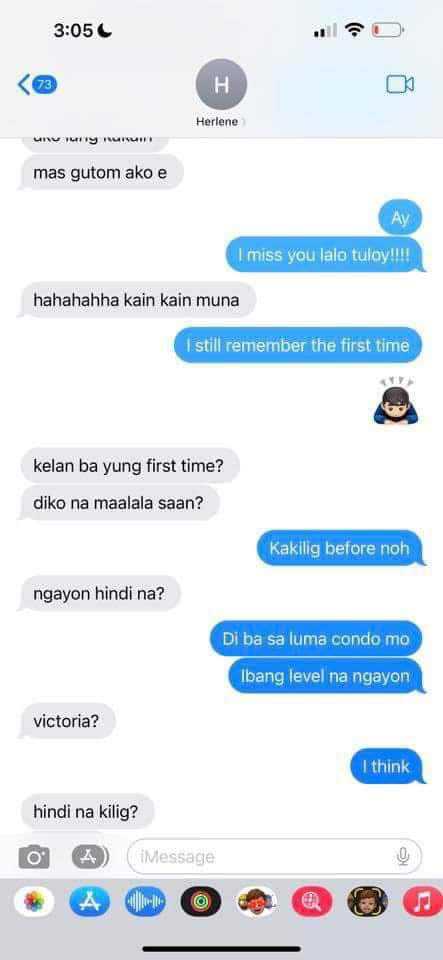 3:05
73
H
Herlene
mas gutom ako e
Ay
I miss you lalo tuloy!!!!
hahahahha kain kain muna
I still remember the first time
kelan ba yung first time?
diko na maalala saan?
Kakilig before noh
ngayon hindi na?
Di ba sa luma condo mo
Ibang level na ngayon
victoria?
I think
hindi na kilig?
iMessage